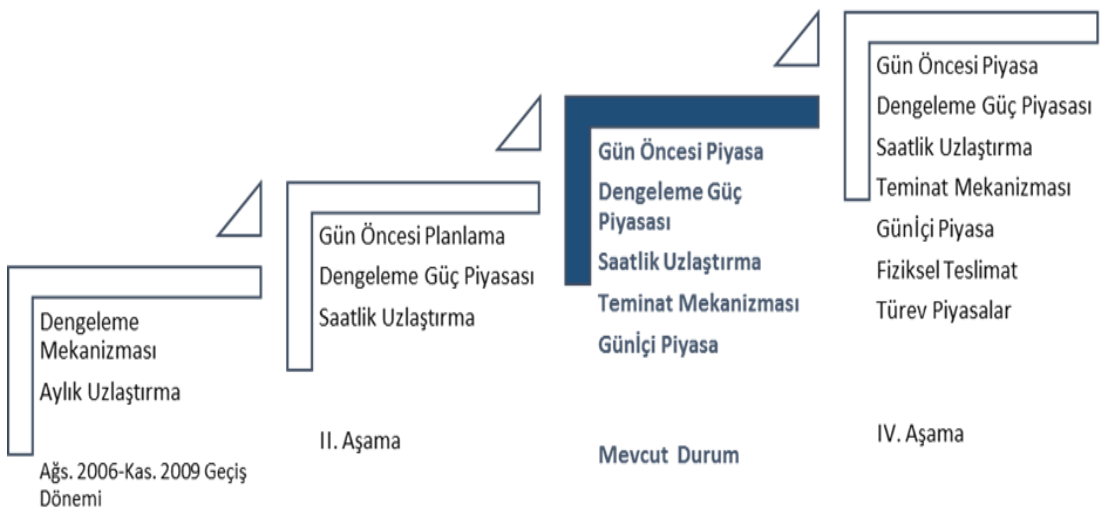 Dengeleme
Mekanizması
Aylık Uzlaştırma
Ağs. 2006-Kas. 2009 Geçiş
Dönemi
Gün Öncesi Planlama
Dengeleme Güç Piyasası
Saatlik Uzlaştırma
II. Aşama
Gün Öncesi Piyasa
Dengeleme Güç
Piyasası
Saatlik Uzlaştırma
Teminat Mekanizması
Günİçi Piyasa
Mevcut Durum
Gün Öncesi Piyasa
Dengeleme Güç Piyasası
Saatlik Uzlaştırma
Teminat Mekanizması
Günİçi Piyasa
Fiziksel Teslimat
Türev Piyasalar
IV. Aşama